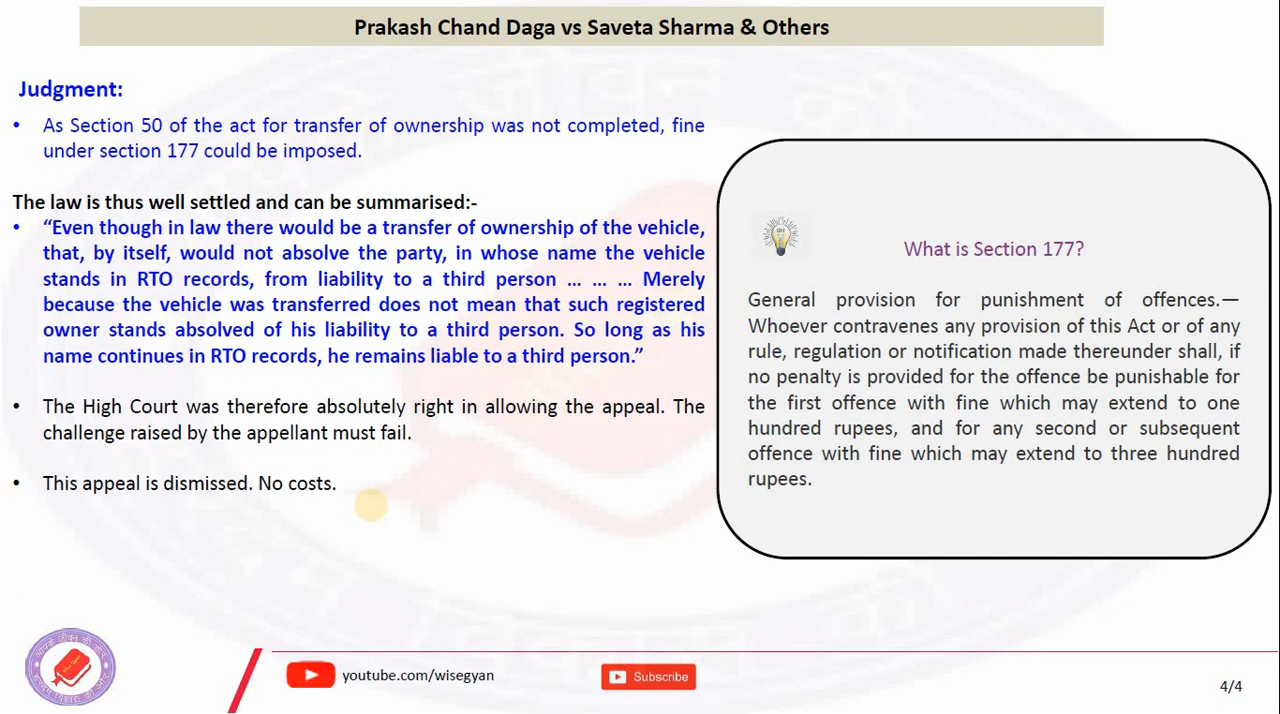 Prakash Chand Daga vs Saveta Sharma & Others
Judgment:
• As Section 50 of the act for transfer of ownership was not completed, fine
under section 177 could be imposed.
The law is thus well settled and can be summarised:-
• “Even though in law there would be a transfer of ownership of the vehicle,
that, by itself, would not absolve the party, in whose name the vehicle
stands in RTO records, from liability to a third person … … … Merely
because the vehicle was transferred does not mean that such registered
owner stands absolved of his liability to a third person. So long as his
name continues in RTO records, he remains liable to a third person.”
• The High Court was therefore absolutely right in allowing the appeal. The
challenge raised by the appellant must fail.
• This appeal is dismissed. No costs.
What is Section 177?
General provision for punishment of offences.—
Whoever contravenes any provision of this Act or of any
rule, regulation or notification made thereunder shall, if
no penalty is provided for the offence be punishable for
the first offence with fine which may extend to one
hundred rupees, and for any second or subsequent
offence with fine which may extend to three hundred
rupees.
youtube.com/wisegyan
Subscribe
4/4